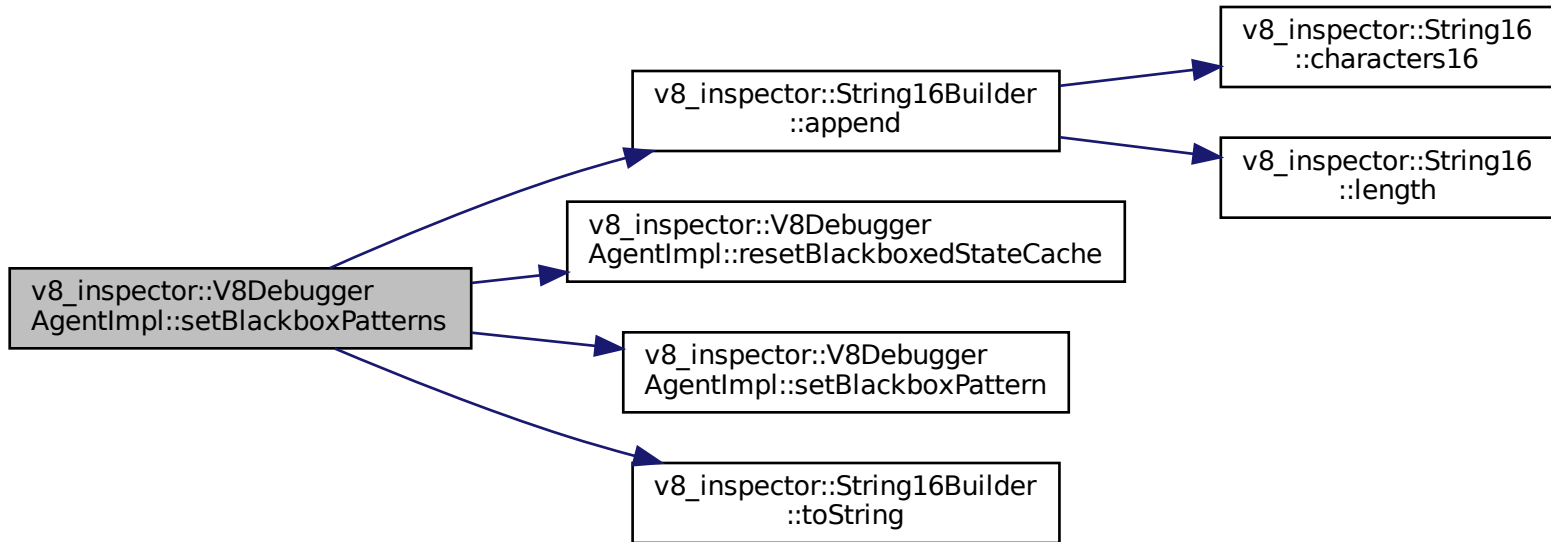 v8_inspector::V8Debugger
AgentImpl::setBlackboxPatterns
v8_inspector::String16Builder
::append
v8_inspector::String16
::characters16
v8_inspector::String16
::length
v8_inspector::V8Debugger
AgentImpl::resetBlackboxedStateCache
v8_inspector::V8Debugger
AgentImpl::setBlackboxPattern
v8_inspector::String16Builder
::toString